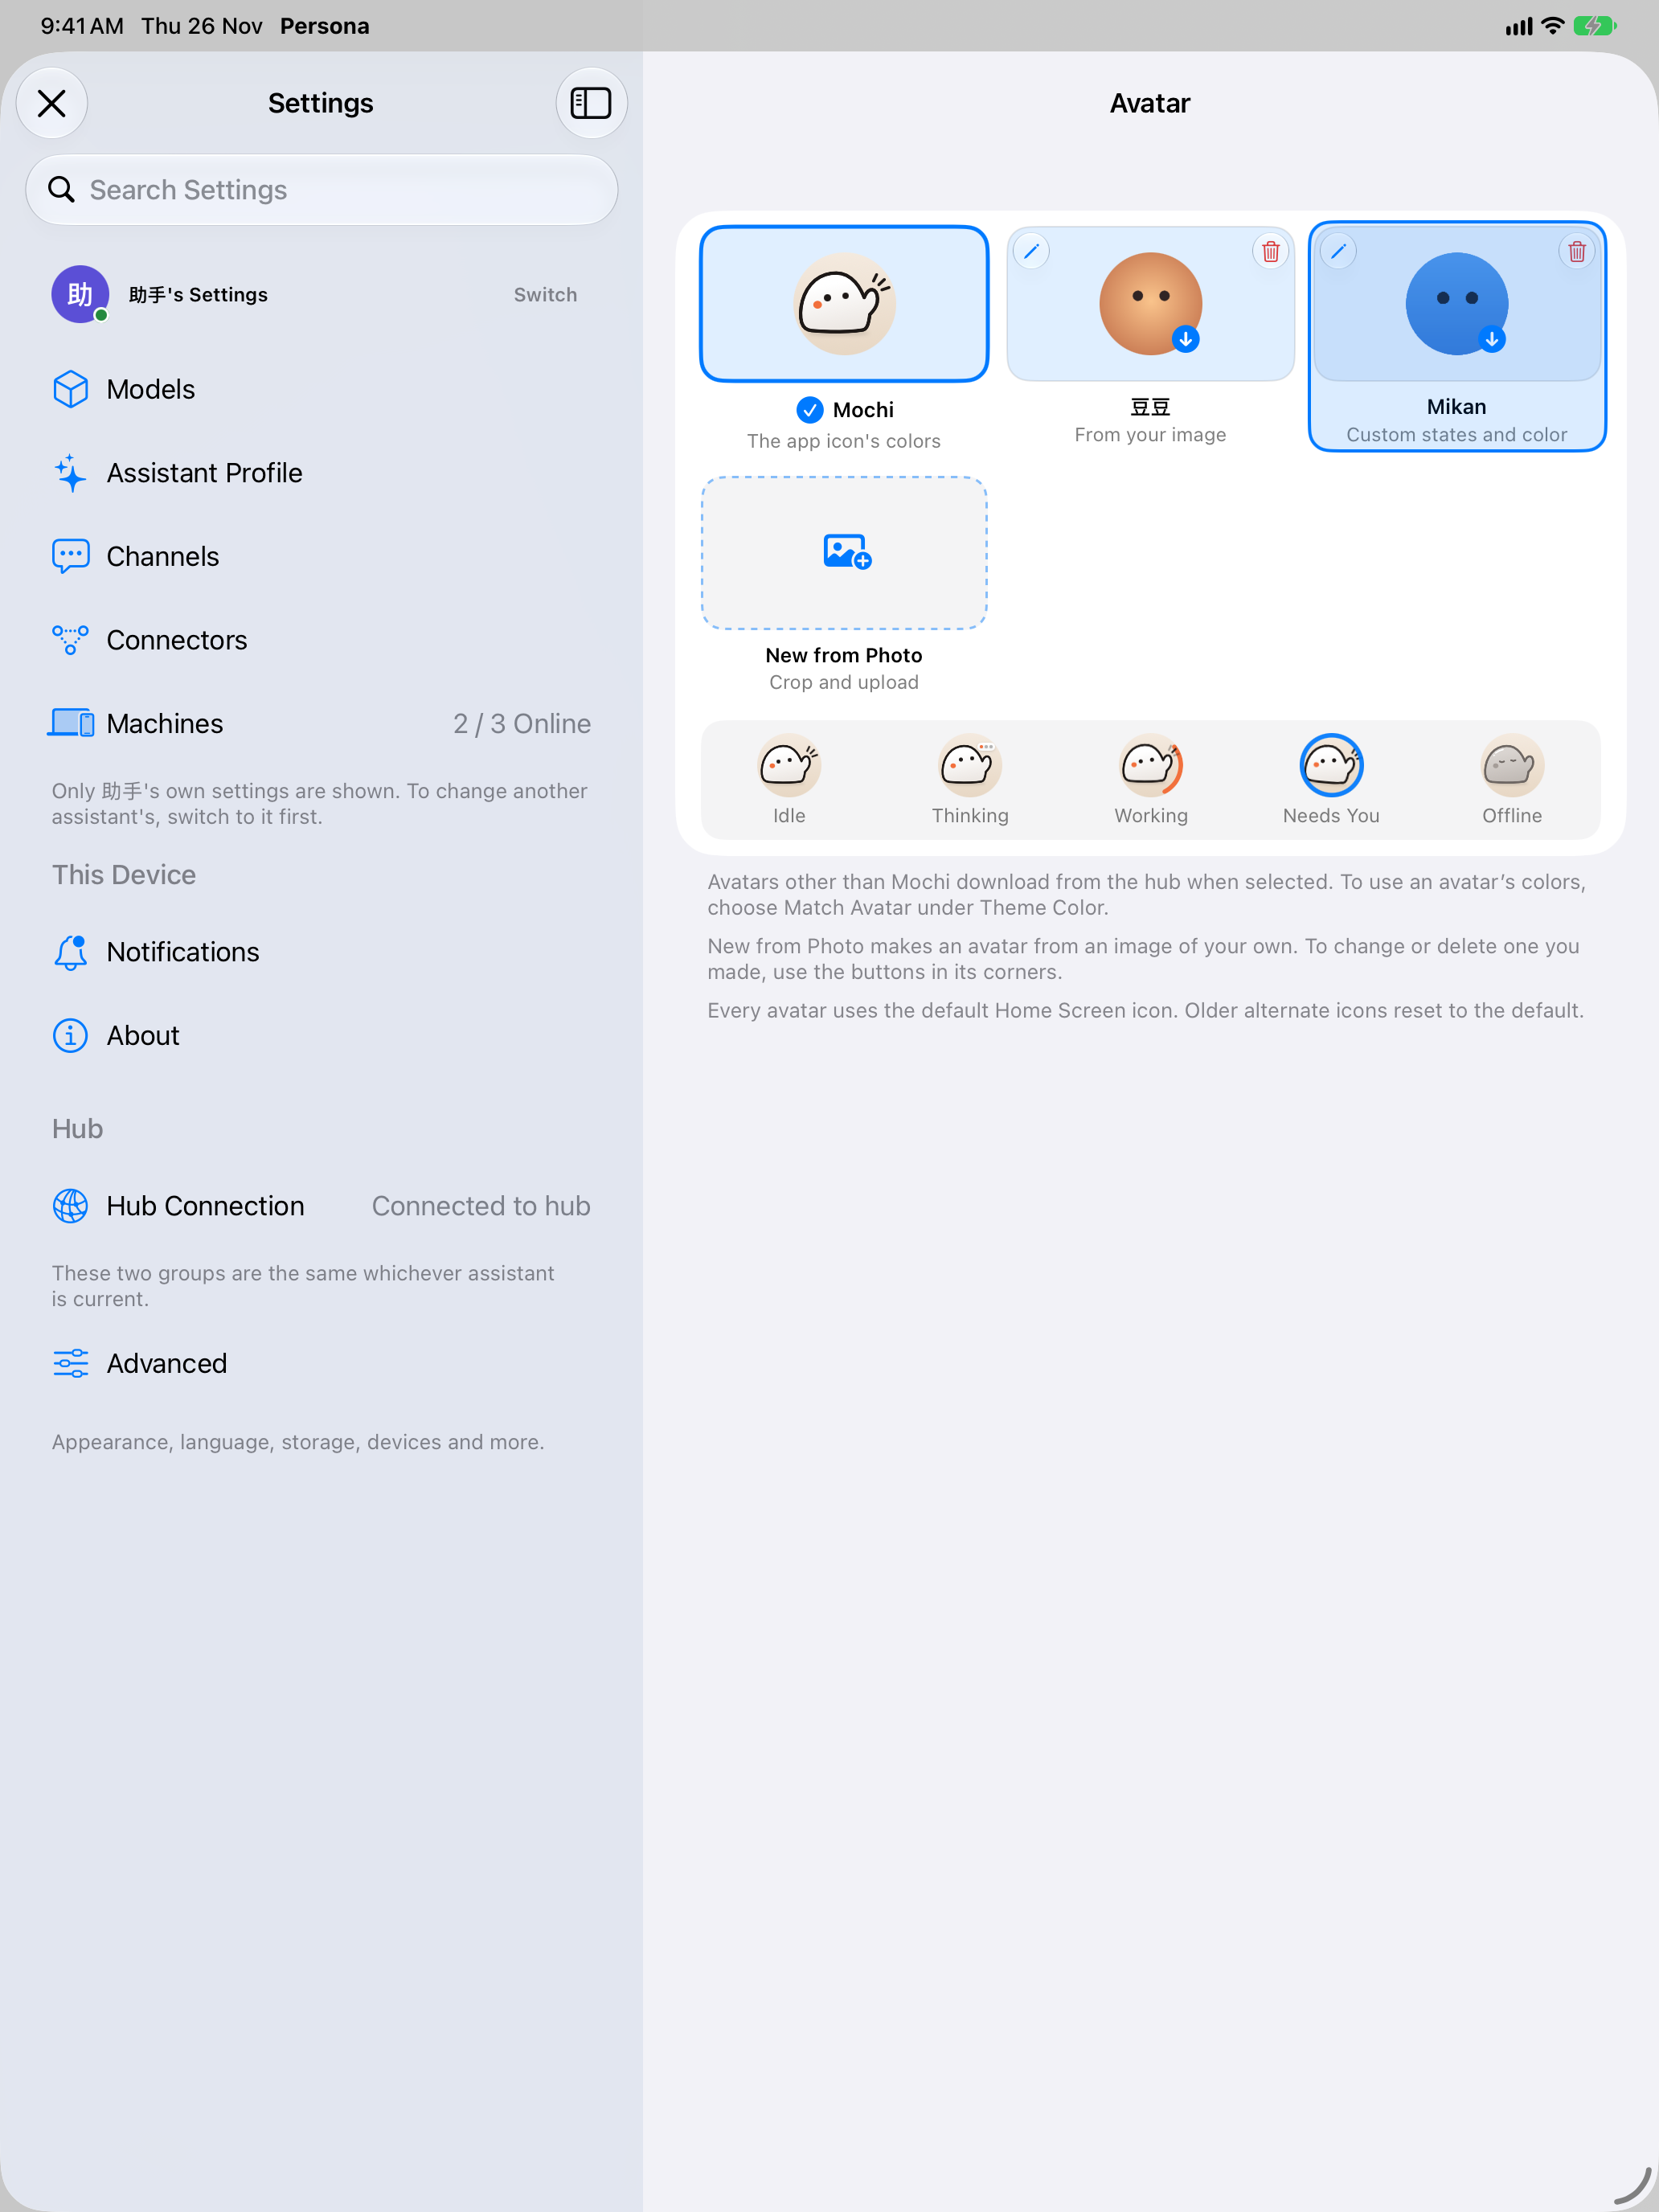 9:41 AM Thu 26 Nov Persona
Settings
Search Settings
助
助手's Settings
Switch
Models
Assistant Profile
Channels
Connectors
Machines
2 / 3 Online
Only 助手's own settings are shown. To change another
assistant's, switch to it first.
This Device
Notifications
About
Hub
Hub Connection
Connected to hub
These two groups are the same whichever assistant
is current.
Advanced
Appearance, language, storage, devices and more.
Avatar
Mochi
The app icon's colors
豆豆
From your image
Mikan
Custom states and color
New from Photo
Crop and upload
Idle
Thinking
Working
Needs You
Offline
Avatars other than Mochi download from the hub when selected. To use an avatar’s colors,
choose Match Avatar under Theme Color.
New from Photo makes an avatar from an image of your own. To change or delete one you
made, use the buttons in its corners.
Every avatar uses the default Home Screen icon. Older alternate icons reset to the default.